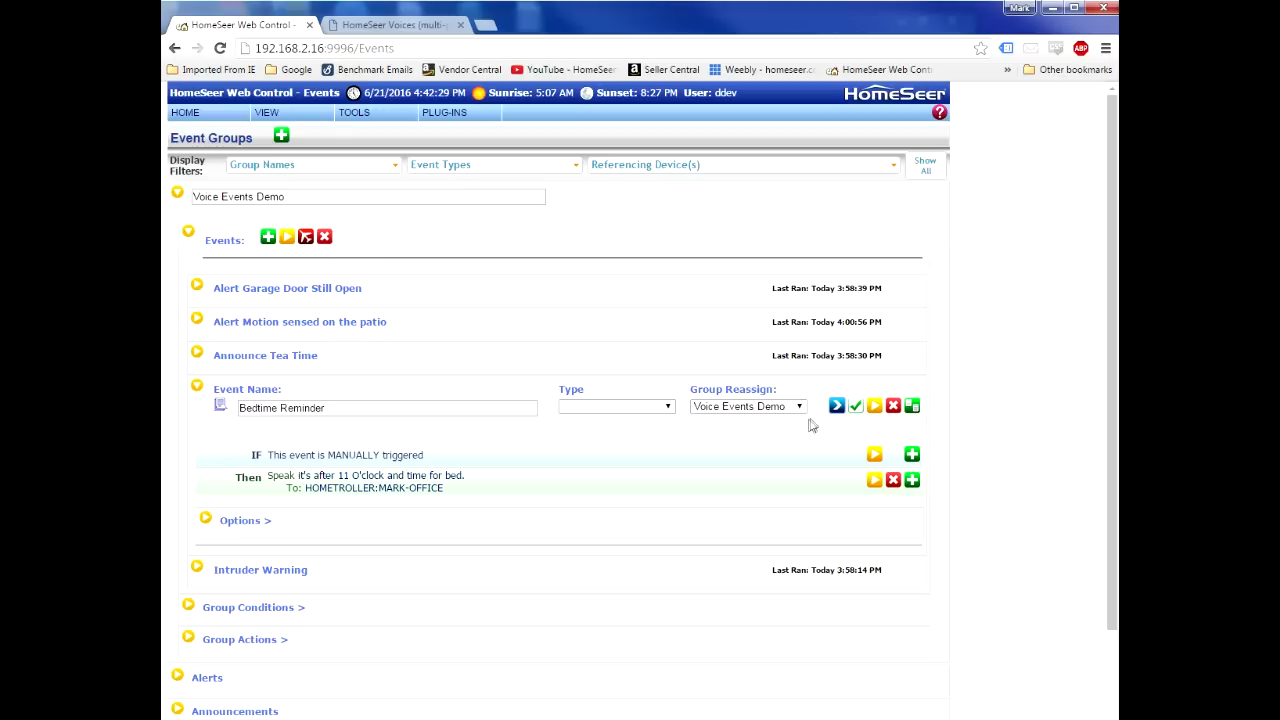 Mark
HomeSeer Web Control -
HomeSeer Voices (multi-
192.168.2.16:9996/Events
ABP
Imported From IE
Google
Benchmark Emails
Vendor Central
YouTube - HomeSeer
Seller Central
Weebly - homeseer.c
HomeSeer Web Cont
»
Other bookmarks
HomeSeer Web Control - Events 6/21/2016 4:42:29 PM Sunrise: 5:07 AM Sunset: 8:27 PM User: ddev
HomeSeer
HOME VIEW TOOLS PLUG-INS
?
Event Groups
Display Filters:
Group Names
Event Types
Referencing Device(s)
Show All
Voice Events Demo
Events:
Alert Garage Door Still Open Last Ran: Today 3:58:39 PM
Alert Motion sensed on the patio Last Ran: Today 4:00:56 PM
Announce Tea Time Last Ran: Today 3:58:30 PM
Event Name: Type Group Reassign:
Bedtime Reminder Voice Events Demo
IF This event is MANUALLY triggered
Then Speak it's after 11 O'clock and time for bed.
To: HOMETROLLER:MARK-OFFICE
Options >
Intruder Warning Last Ran: Today 3:58:14 PM
Group Conditions >
Group Actions >
Alerts
Announcements